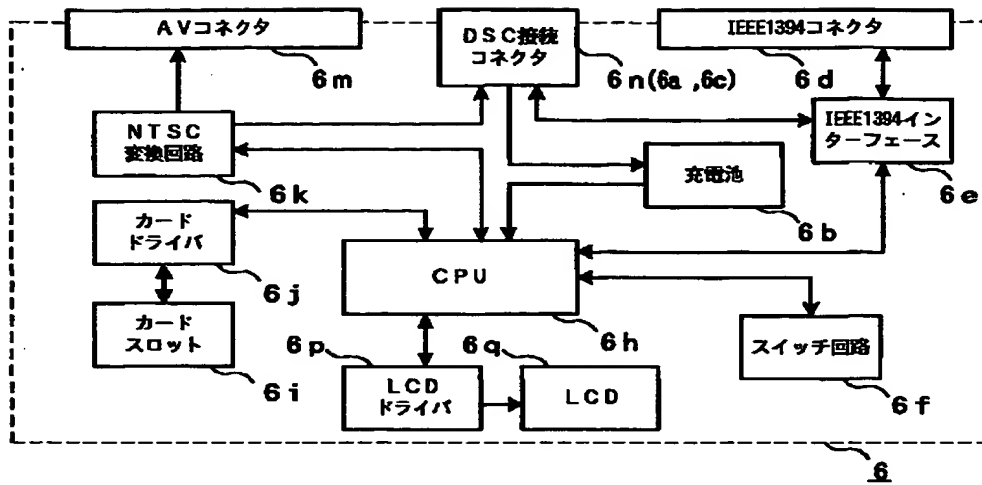 AVコネクタ
6m
DSC接続
コネクタ
6n(6a,6c)
IEEE1394コネクタ
6d
NTSC
変換回路
6k
IEEE1394イン
ターフェース
6e
充電池
6b
カード
ドライバ
6j
CPU
6h
カード
スロット
6i
スイッチ回路
6f
6p
LCD
ドライバ
6q
LCD
6